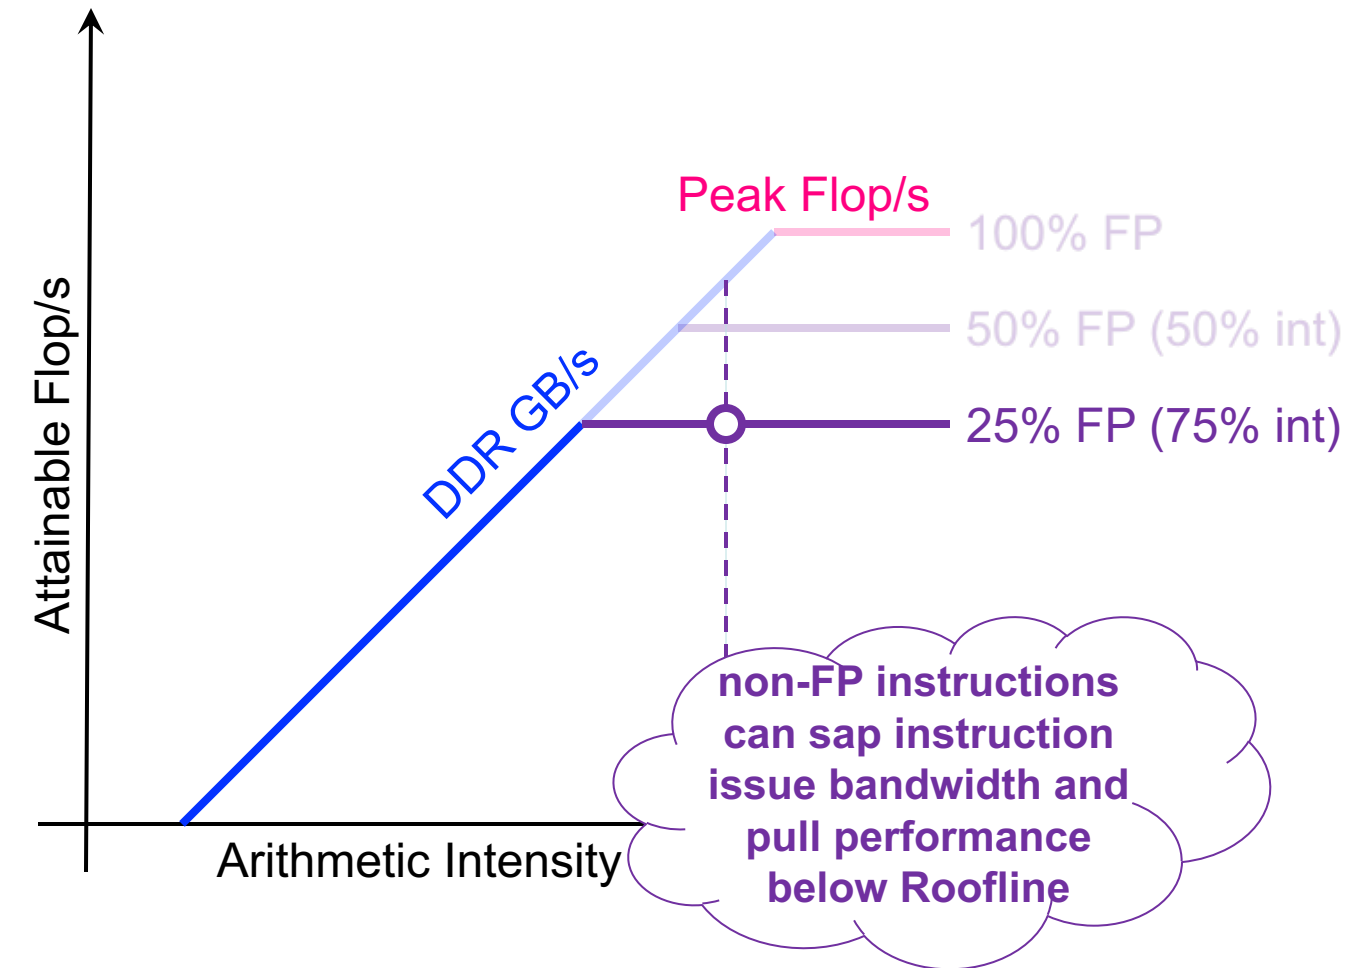 Peak Flop/s
100% FP
50% FP (50% int)
25% FP (75% int)
DDR GB/s
Attainable Flop/s
Arithmetic Intensity
non-FP instructions
can sap instruction
issue bandwidth and
pull performance
below Roofline